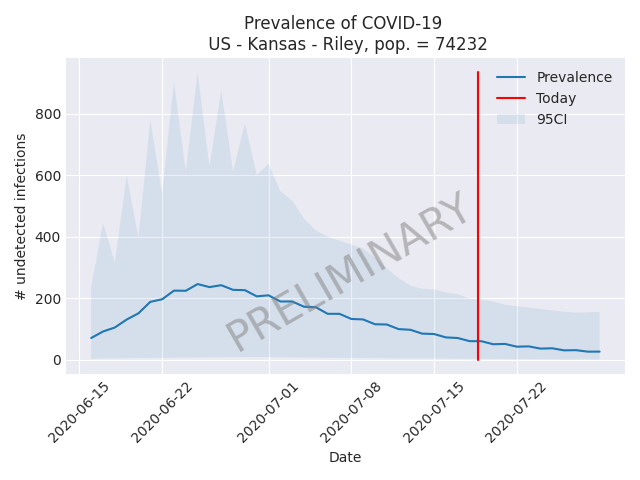 Prevalence of COVID-19
US - Kansas - Riley, pop. = 74232
Prevalence
Today
95CI
800
600
400
200
0
# undetected infections
PRELIMINARY
2020-06-15
2020-06-22
2020-07-01
2020-07-08
2020-07-15
2020-07-22
Date